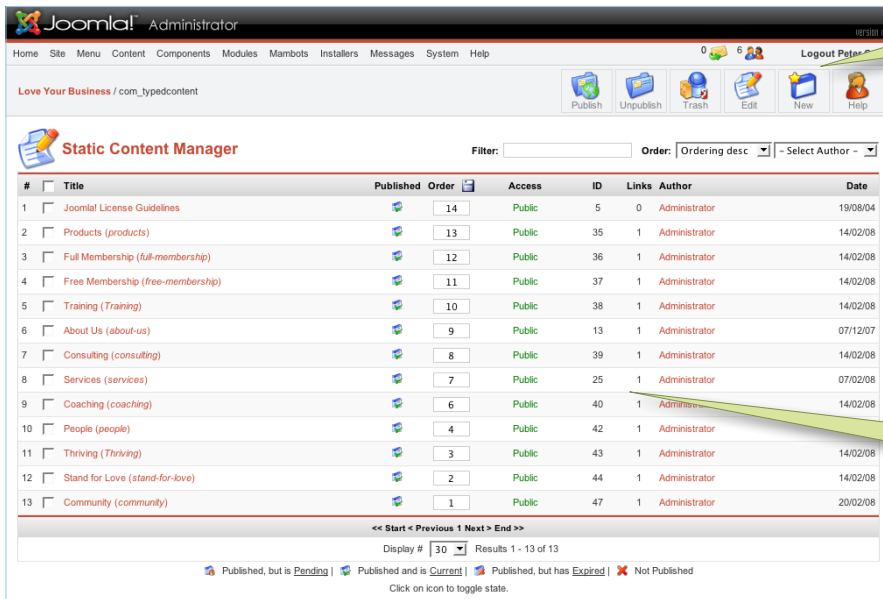 Joomla! Administrator
version
Home Site Menu Content Components Modules Mambots Installers Messages System Help 0 6 Logout Peter
Love Your Business / com_typedcontent
Publish Unpublish Trash Edit New Help
Static Content Manager Filter: Order: Ordering desc - Select Author -
# Title Published Order Access ID Links Author Date
1 Joomla! License Guidelines 14 Public 5 0 Administrator 19/08/04
2 Products (products) 13 Public 35 1 Administrator 14/02/08
3 Full Membership (full-membership) 12 Public 36 1 Administrator 14/02/08
4 Free Membership (free-membership) 11 Public 37 1 Administrator 14/02/08
5 Training (Training) 10 Public 38 1 Administrator 14/02/08
6 About Us (about-us) 9 Public 13 1 Administrator 07/12/07
7 Consulting (consulting) 8 Public 39 1 Administrator 14/02/08
8 Services (services) 7 Public 25 1 Administrator 07/02/08
9 Coaching (coaching) 6 Public 40 1 Administrator 14/02/08
10 People (people) 4 Public 42 1 Administrator
11 Thriving (Thriving) 3 Public 43 1 Administrator 14/02/08
12 Stand for Love (stand-for-love) 2 Public 44 1 Administrator 14/02/08
13 Community (community) 1 Public 47 1 Administrator 20/02/08
<< Start < Previous 1 Next > End >>
Display # 30 Results 1 - 13 of 13
Published, but is Pending | Published and is Current | Published, but has Expired | Not Published
Click on icon to toggle state.